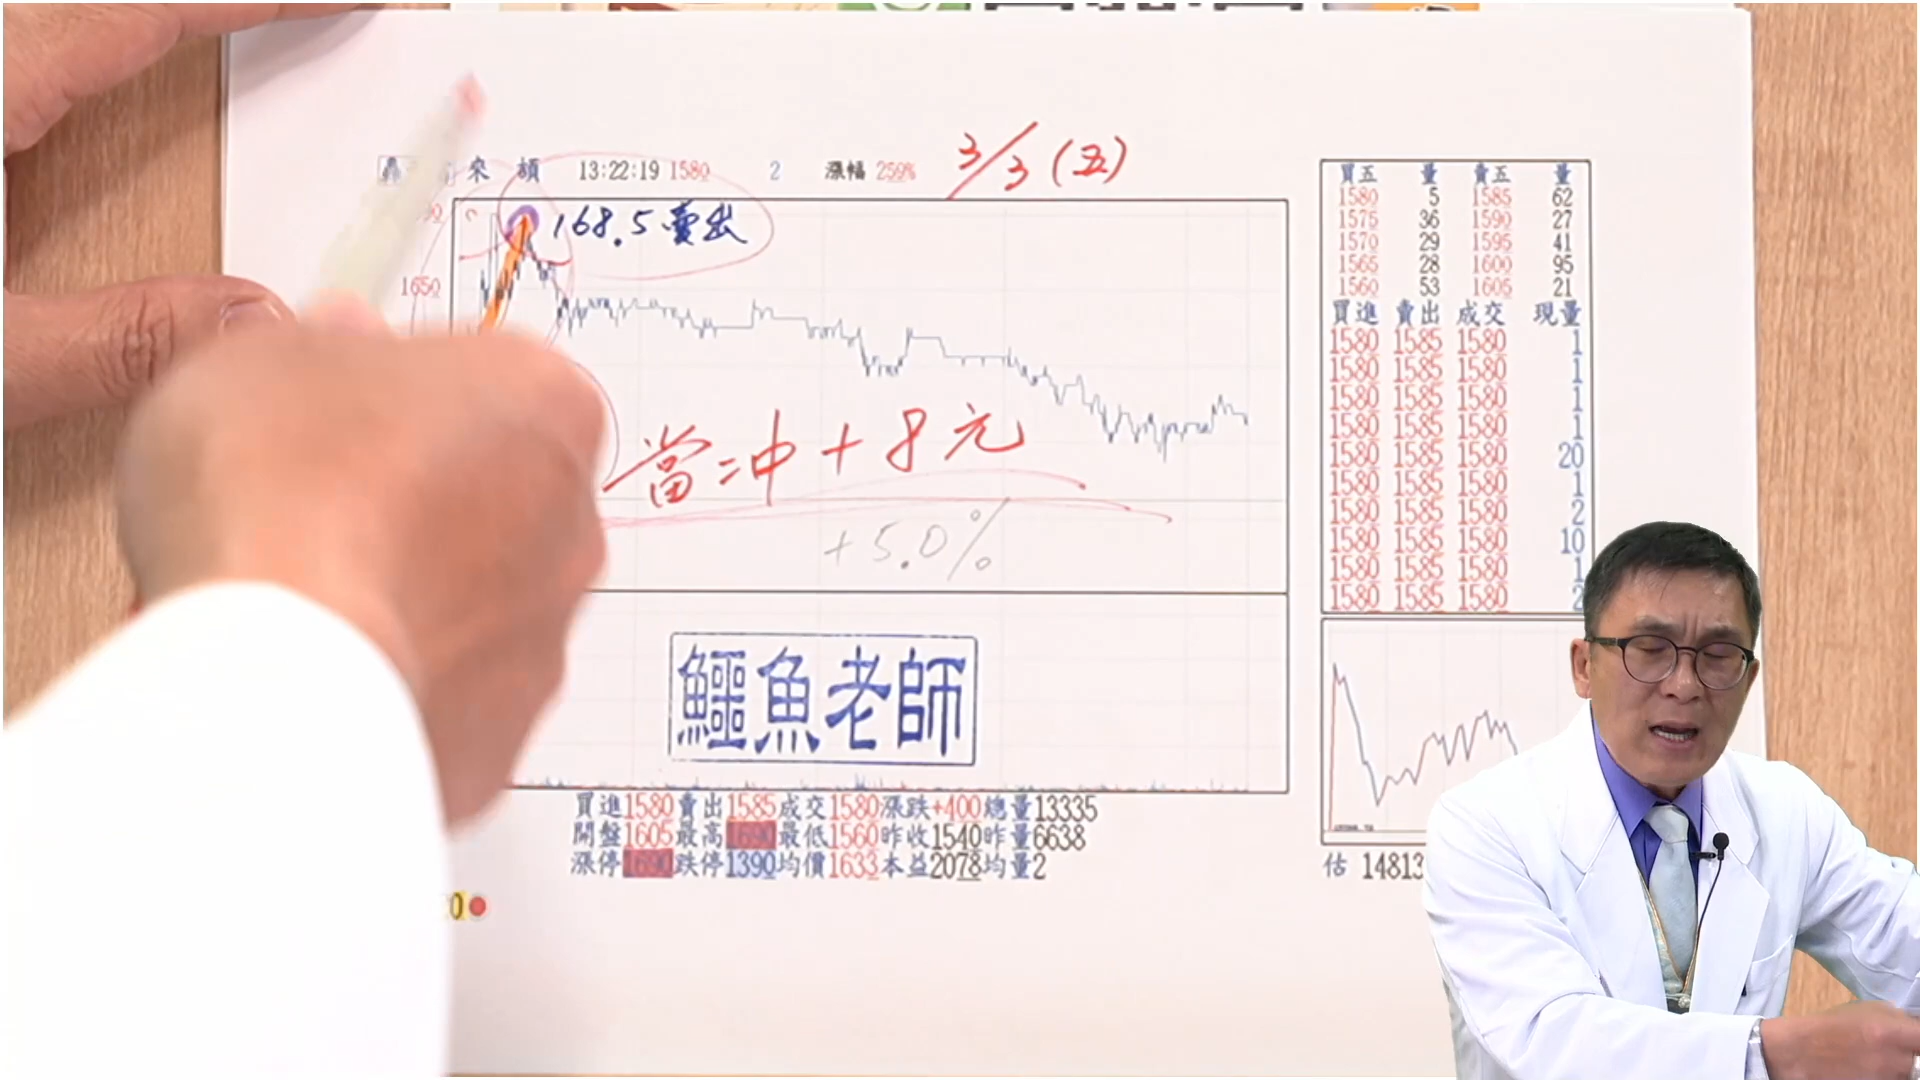 來 頡 13:22:19 1580 2 漲幅 259%
3/3 (五)
168.5賣出
1650
當沖+8元
+5.0%
鱷魚老師
買進1580賣出1585成交1580漲跌+400總量13335
開盤1605最高1690最低1560昨收1540昨量6638
漲停1690跌停1390均價1633本益2078均量2
買五 量 賣五 量
1580 5 1585 62
1575 36 1590 27
1570 29 1595 41
1565 28 1600 95
1560 53 1605 21
買進 賣出 成交 現量
1580 1585 1580 1
1580 1585 1580 1
1580 1585 1580 1
1580 1585 1580 1
1580 1585 1580 20
1580 1585 1580 1
1580 1585 1580 2
1580 1585 1580 10
1580 1585 1580 1
1580 1585 1580 2
估 14813